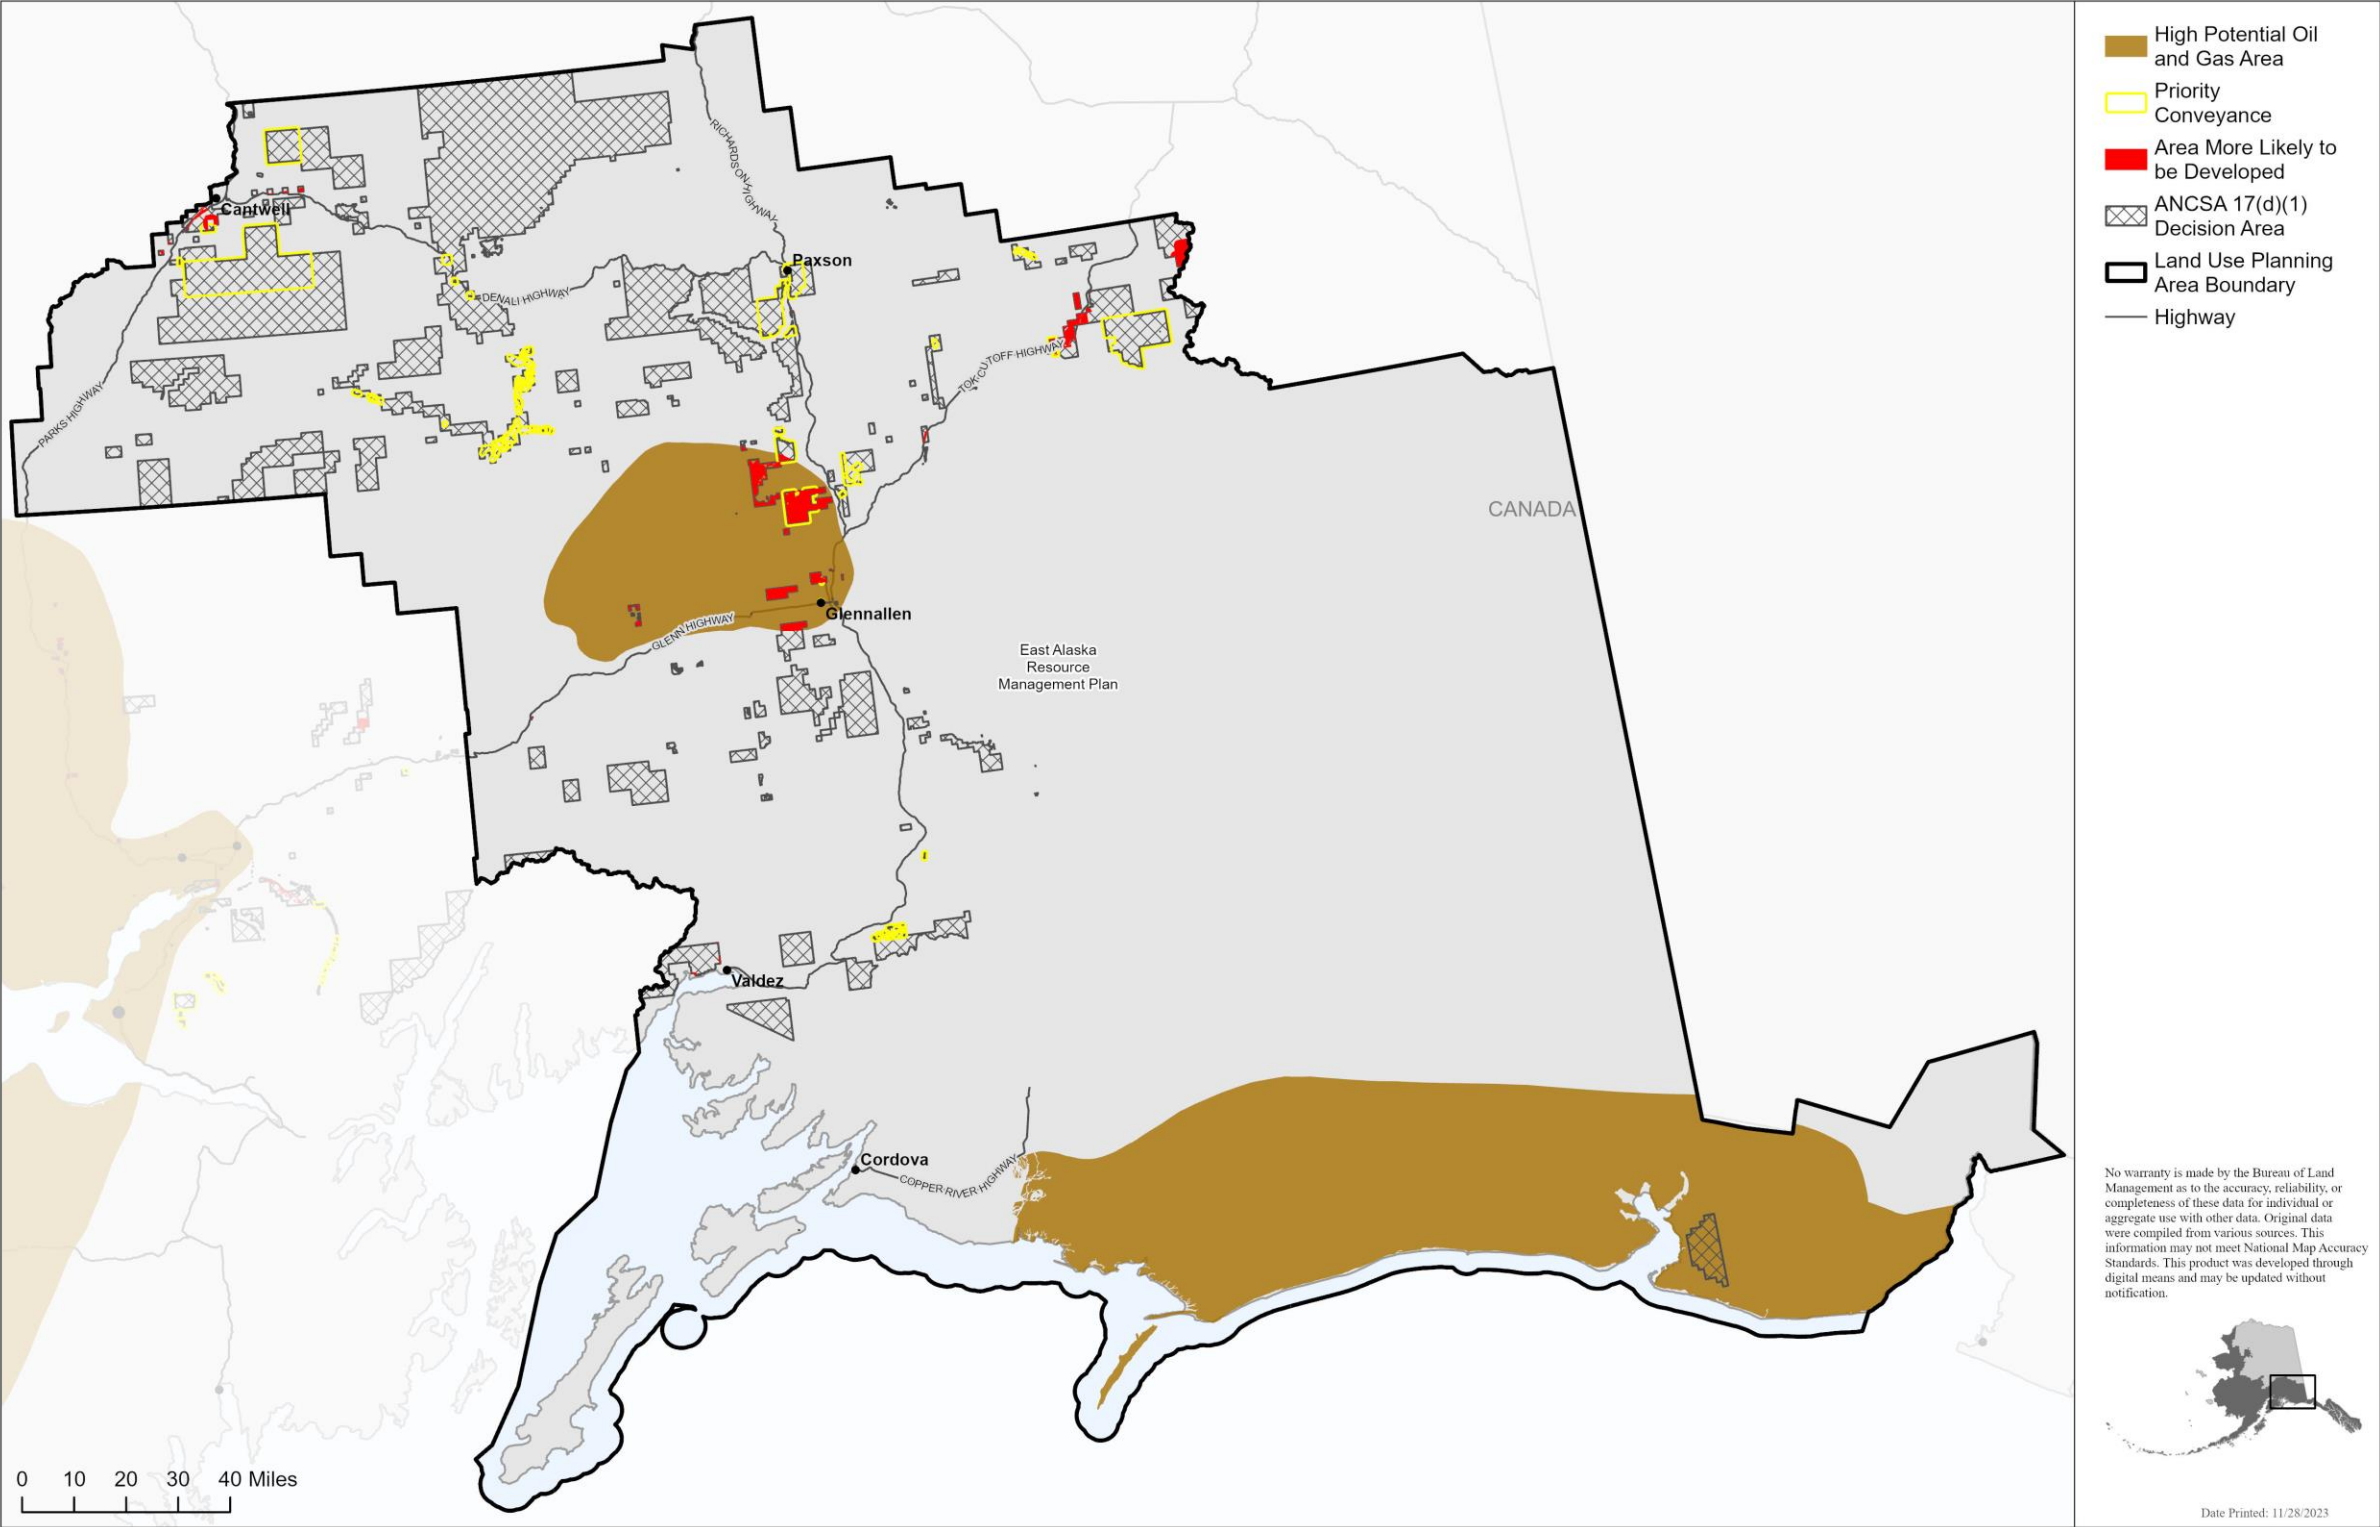 High Potential Oil
and Gas Area
Priority
Conveyance
Area More Likely to
be Developed
ANCSA 17(d)(1)
Decision Area
Land Use Planning
Area Boundary
Highway
RICHARDSON HIGHWAY
Cantwell
Paxson
DENALI HIGHWAY
TOK CUTOFF HIGHWAY
PARKS HIGHWAY
CANADA
Glennallen
GLENN HIGHWAY
East Alaska
Resource
Management Plan
Valdez
Cordova
COPPER RIVER HIGHWAY
0 10 20 30 40 Miles
No warranty is made by the Bureau of Land
Management as to the accuracy, reliability, or
completeness of these data for individual or
aggregate use with other data. Original data
were compiled from various sources. This
information may not meet National Map Accuracy
Standards. This product was developed through
digital means and may be updated without
notification.
Date Printed: 11/28/2023